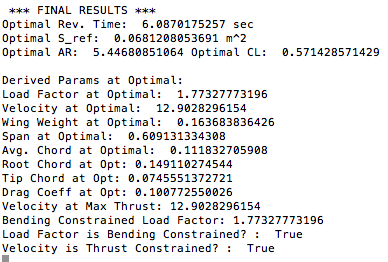 *** FINAL RESULTS ***
Optimal Rev. Time:  6.0870175257 sec
Optimal S_ref:  0.0681208053691 m^2
Optimal AR:  5.44680851064 Optimal CL:  0.571428571429
Derived Params at Optimal:
Load Factor at Optimal:  1.77327773196
Velocity at Optimal:  12.9028296154
Wing Weight at Optimal:  0.163683836426
Span at Optimal:  0.609131334308
Avg. Chord at Optimal:  0.111832705908
Root Chord at Opt: 0.149110274544
Tip Chord at Opt: 0.0745551372721
Drag Coeff at Opt: 0.100772550026
Velocity at Max Thrust: 12.9028296154
Bending Constrained Load Factor: 1.77327773196
Load Factor is Bending Constrained? :  True
Velocity is Thrust Constrained? :  True